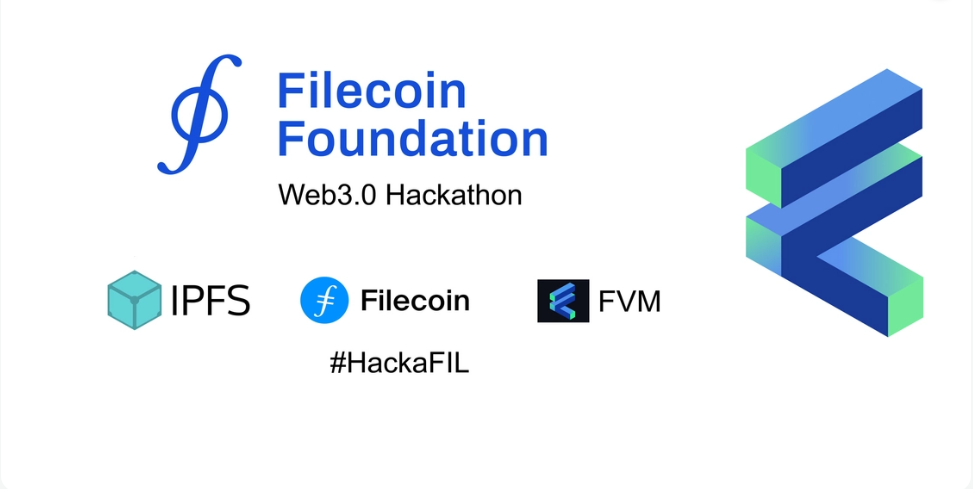 Filecoin
Foundation
Web3.0 Hackathon
IPFS
Filecoin
FVM
#HackaFIL